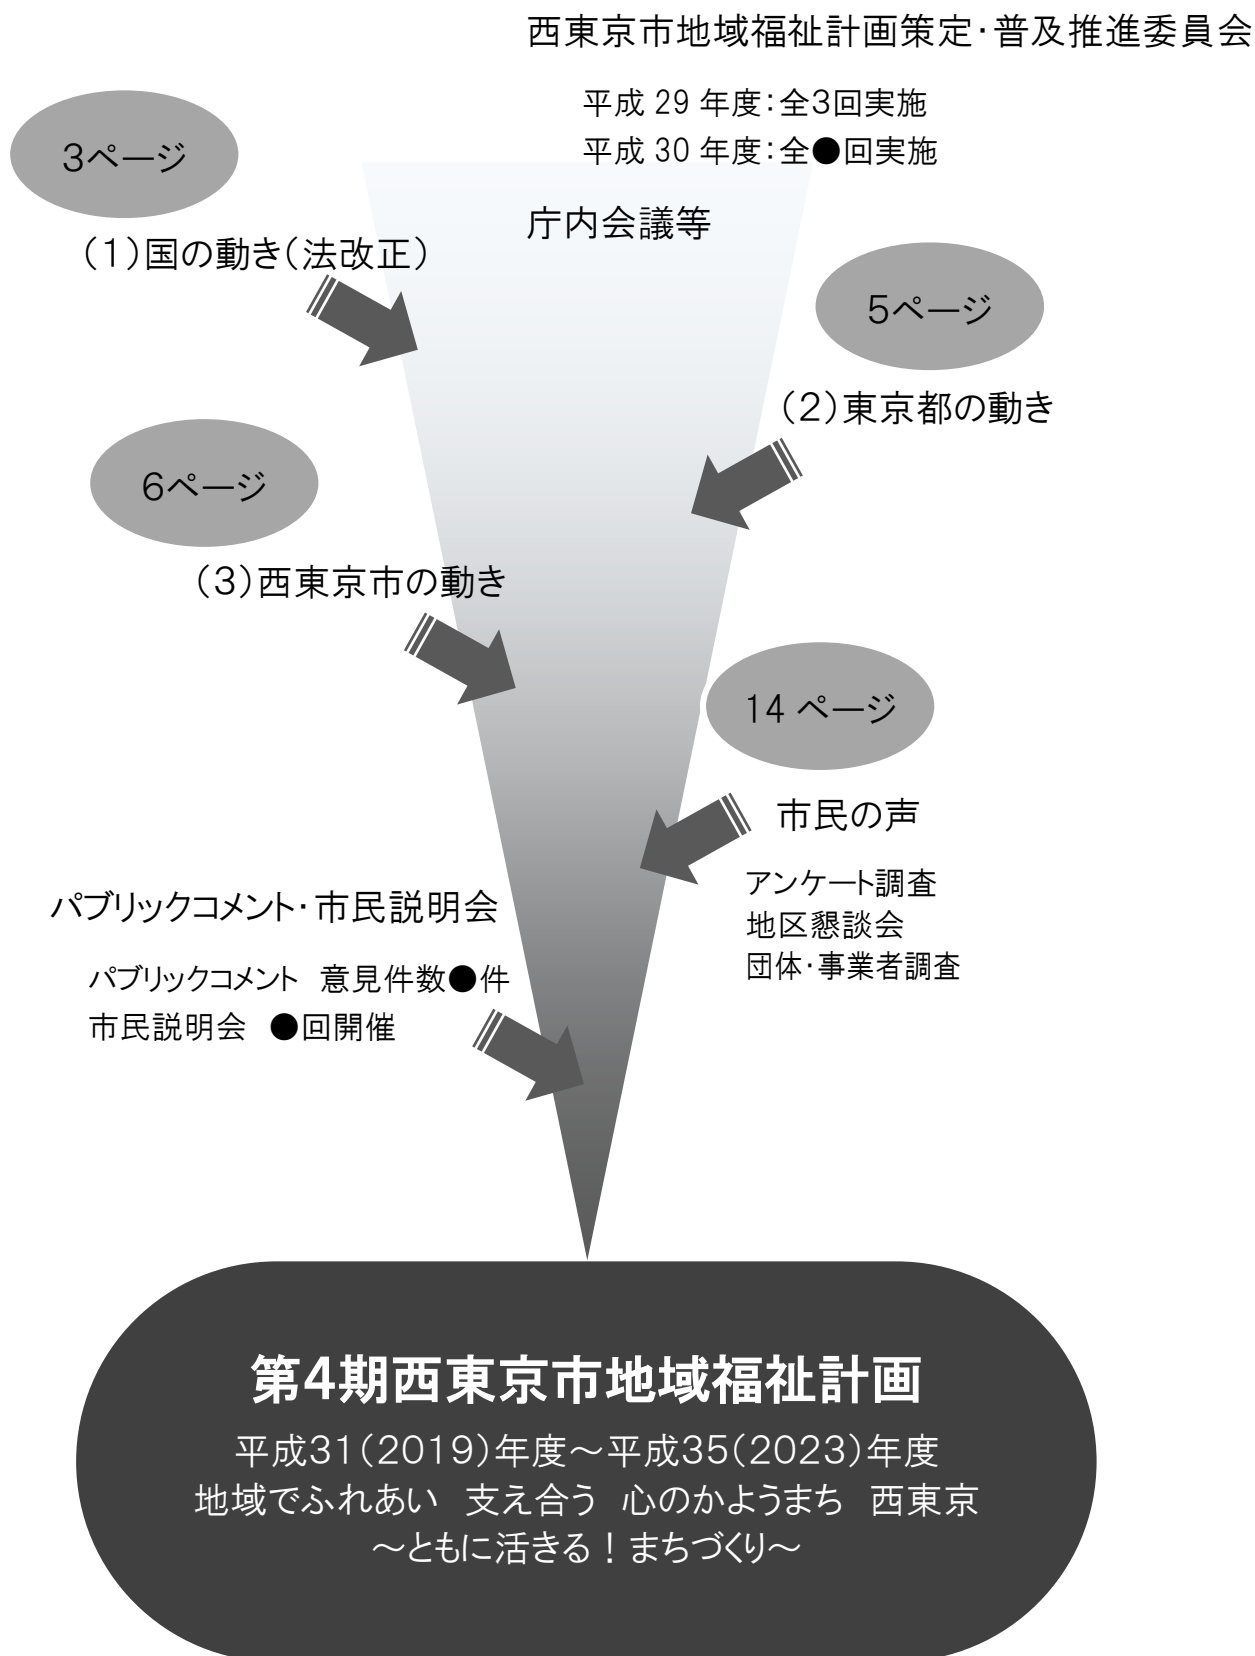 西東京市地域福祉計画策定・普及推進委員会
平成 29 年度：全3回実施
平成 30 年度：全●回実施
3ページ
庁内会議等
（1）国の動き（法改正）
5ページ
（2）東京都の動き
6ページ
（3）西東京市の動き
14 ページ
市民の声
アンケート調査
地区懇談会
団体・事業者調査
パブリックコメント・市民説明会
パブリックコメント　意見件数●件
市民説明会　●回開催
第4期西東京市地域福祉計画
平成31（2019）年度～平成35（2023）年度
地域でふれあい　支え合う　心のかようまち　西東京
～ともに活きる！まちづくり～